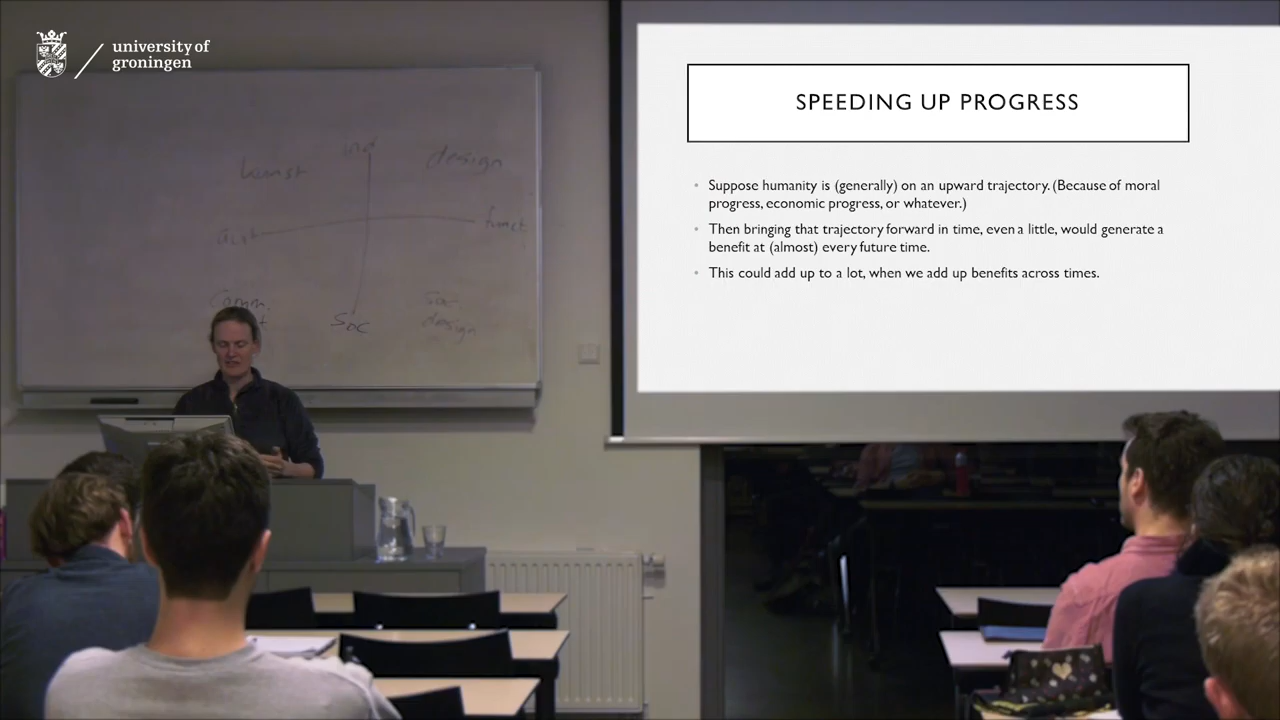 university of
groningen
SPEEDING UP PROGRESS
• Suppose humanity is (generally) on an upward trajectory. (Because of moral
progress, economic progress, or whatever.)
• Then bringing that trajectory forward in time, even a little, would generate a
benefit at (almost) every future time.
• This could add up to a lot, when we add up benefits across times.
ind
kunst
design
funct.
Comm.
Soc.
Soc
design